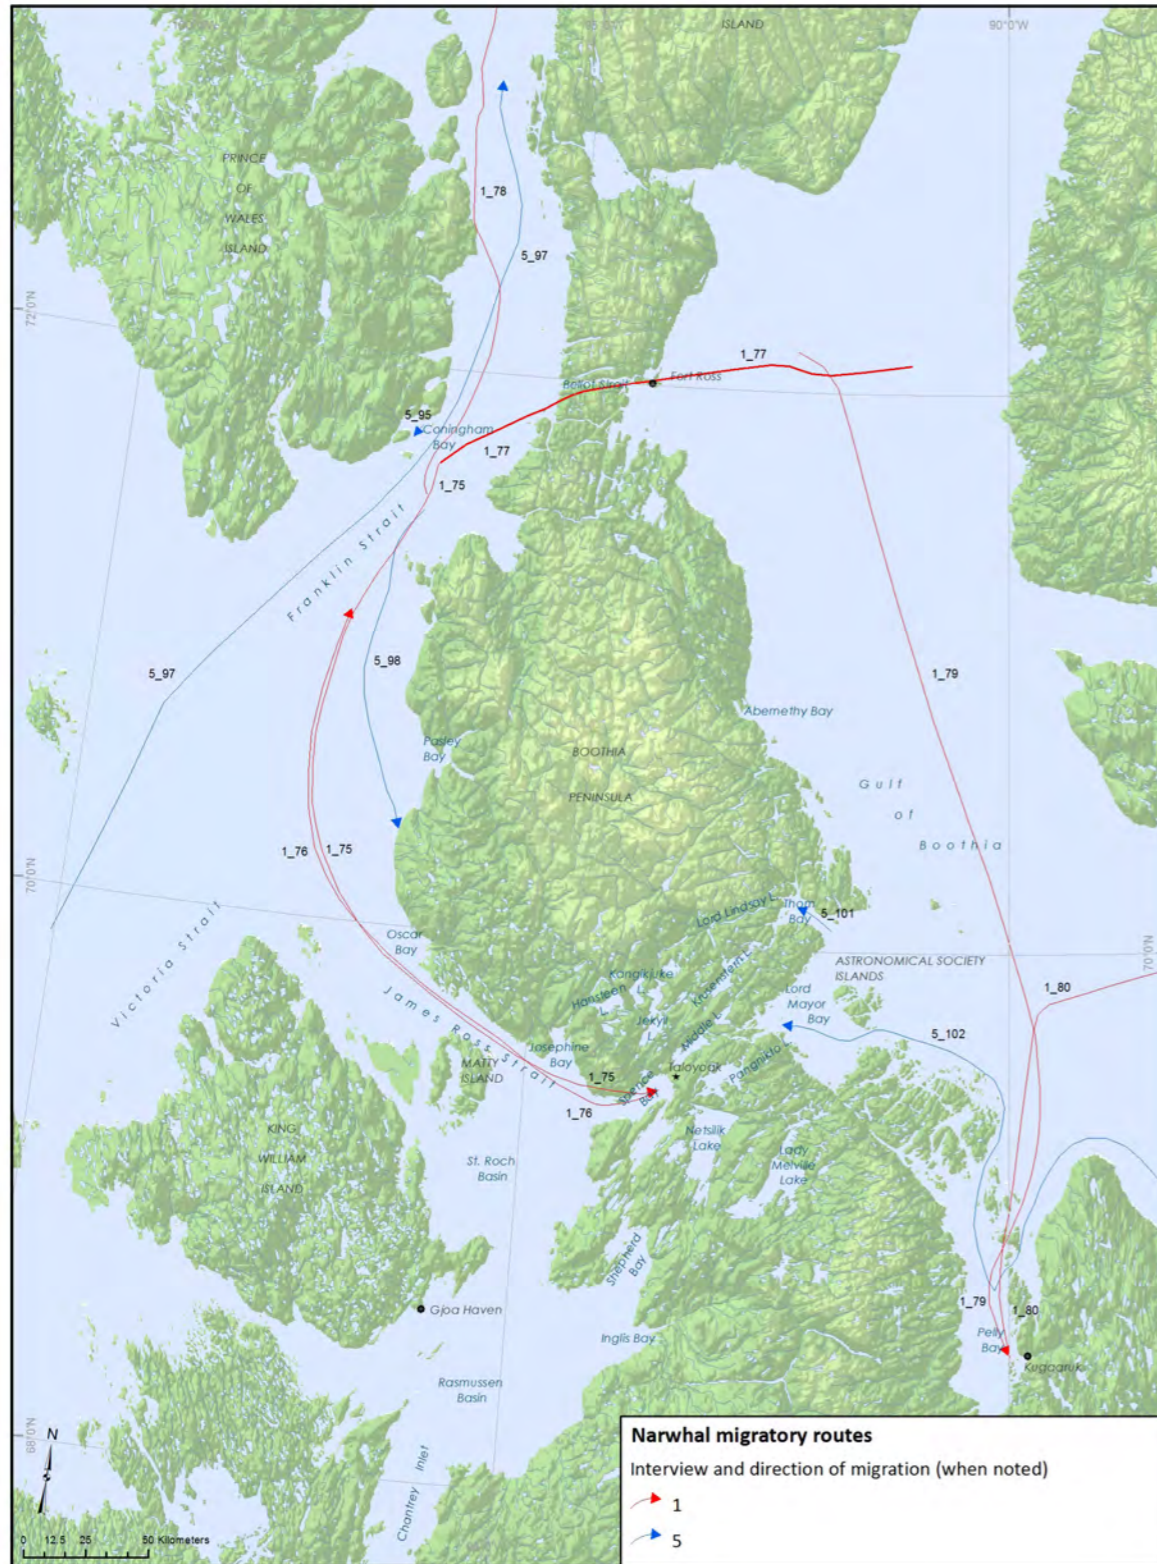 ISLAND
90°0'W
PRINCE
OF
WALES
ISLAND
1_78
5_97
72°0'N
1_77
Bellot Strait
Fort Ross
5_95
Coningham
Bay
1_77
1_75
Franklin Strait
5_98
5_97
1_79
Abernethy Bay
Pasley
Bay
BOOTHIA
PENINSULA
Gulf
of
Boothia
1_76
1_75
70°0'N
Lord Lindsay L.
Thom
Bay
5_101
Oscar
Bay
Victoria Strait
ASTRONOMICAL SOCIETY
ISLANDS
70°0'N
Kangikjuke
L.
Krusenstern L.
Hansteen
L.
Lord
Mayor
Bay
1_80
James Ross Strait
Jekyll
L.
Middle L.
5_102
Josephine
Bay
MATTY
ISLAND
Taloyoak
Pangnikto L.
1_75
Spence
Bay
1_76
KING
WILLIAM
ISLAND
Netsilik
Lake
Lady
Melville
Lake
St. Roch
Basin
Shepherd
Bay
1_79
1_80
Gjoa Haven
Inglis Bay
Pelly
Bay
Kugaaruk
Rasmussen
Basin
68°0'N
N
Chantrey Inlet
0 12.5 25 50 Kilometers
Narwhal migratory routes
Interview and direction of migration (when noted)
1
5